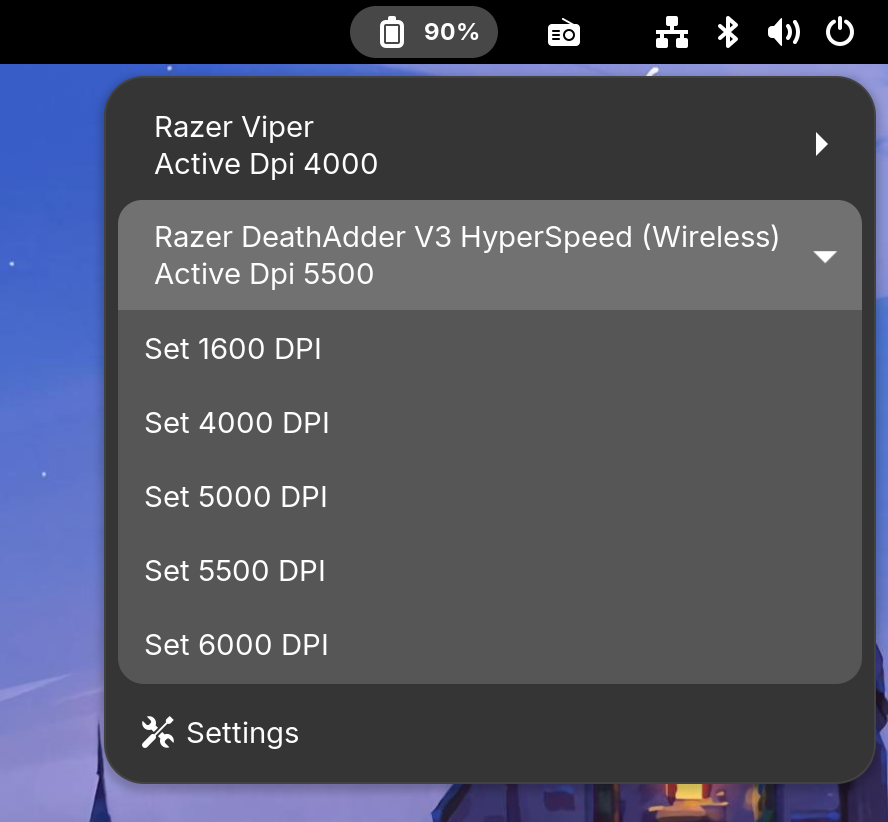 90%
Razer Viper
Active Dpi 4000
Razer DeathAdder V3 HyperSpeed (Wireless)
Active Dpi 5500
Set 1600 DPI
Set 4000 DPI
Set 5000 DPI
Set 5500 DPI
Set 6000 DPI
Settings